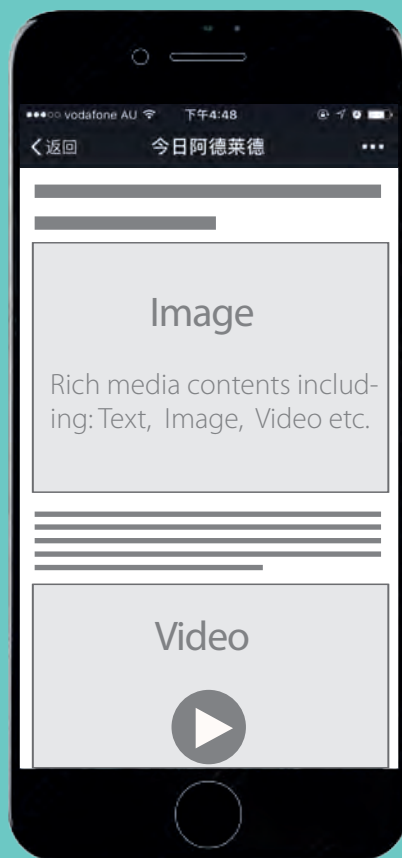 vodafone AU 下午4:48
返回 今日阿德莱德
Image
Rich media contents includ-
ing: Text, Image, Video etc.
Video